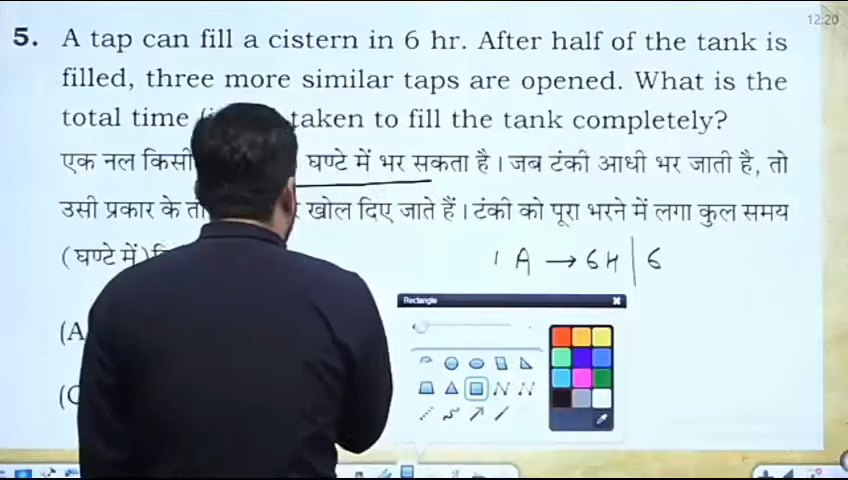 12:20
5. A tap can fill a cistern in 6 hr. After half of the tank is
filled, three more similar taps are opened. What is the
total time taken to fill the tank completely?
एक नल किसी घण्टे में भर सकता है। जब टंकी आधी भर जाती है, तो
उसी प्रकार के खोल दिए जाते हैं। टंकी को पूरा भरने में लगा कुल समय
(घण्टे में)
1 A → 6H | 6
Rectangle
(A
(C